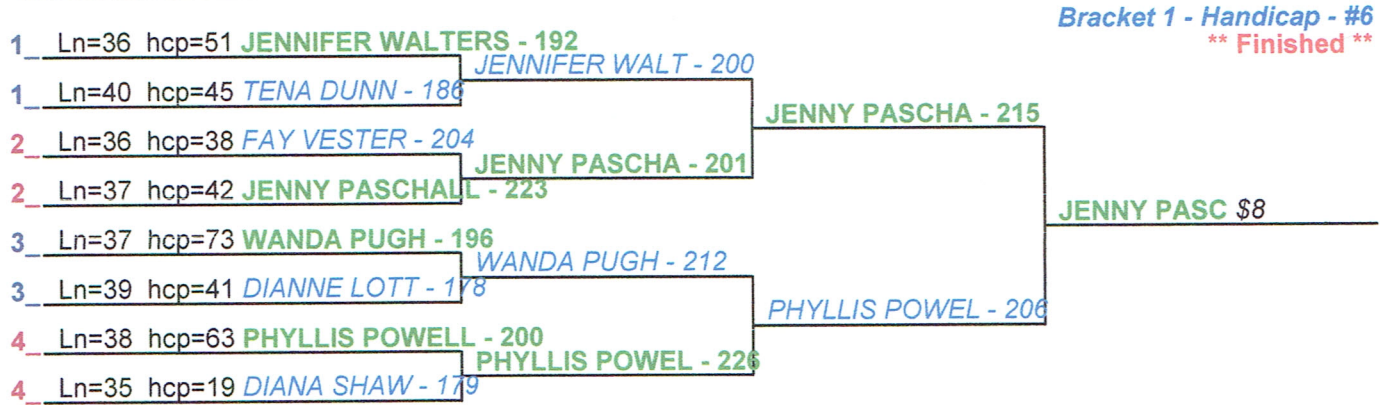 Bracket 1 - Handicap - #6
** Finished **
1_ Ln=36 hcp=51 JENNIFER WALTERS - 192
JENNIFER WALT - 200
1_ Ln=40 hcp=45 TENA DUNN - 186
JENNY PASCHA - 215
2_ Ln=36 hcp=38 FAY VESTER - 204
JENNY PASCHA - 201
2_ Ln=37 hcp=42 JENNY PASCHALL - 223
JENNY PASC $8
3_ Ln=37 hcp=73 WANDA PUGH - 196
WANDA PUGH - 212
3_ Ln=39 hcp=41 DIANNE LOTT - 178
PHYLLIS POWEL - 206
4_ Ln=38 hcp=63 PHYLLIS POWELL - 200
PHYLLIS POWEL - 226
4_ Ln=35 hcp=19 DIANA SHAW - 179